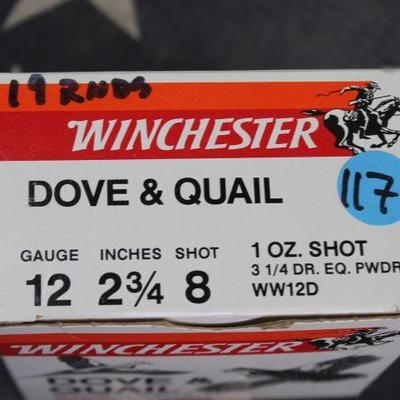 19 RNDS
WINCHESTER
DOVE & QUAIL
117
GAUGE INCHES SHOT 1 OZ. SHOT
12 2¾ 8 3 1/4 DR. EQ. PWDR
WW12D
WINCHESTER
DOVE &
QUAIL